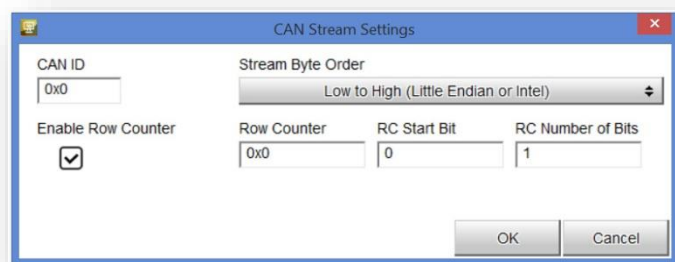 CAN Stream Settings
CAN ID
Stream Byte Order
0x0
Low to High (Little Endian or Intel)
Enable Row Counter
Row Counter
RC Start Bit
RC Number of Bits
0x0
0
1
OK
Cancel